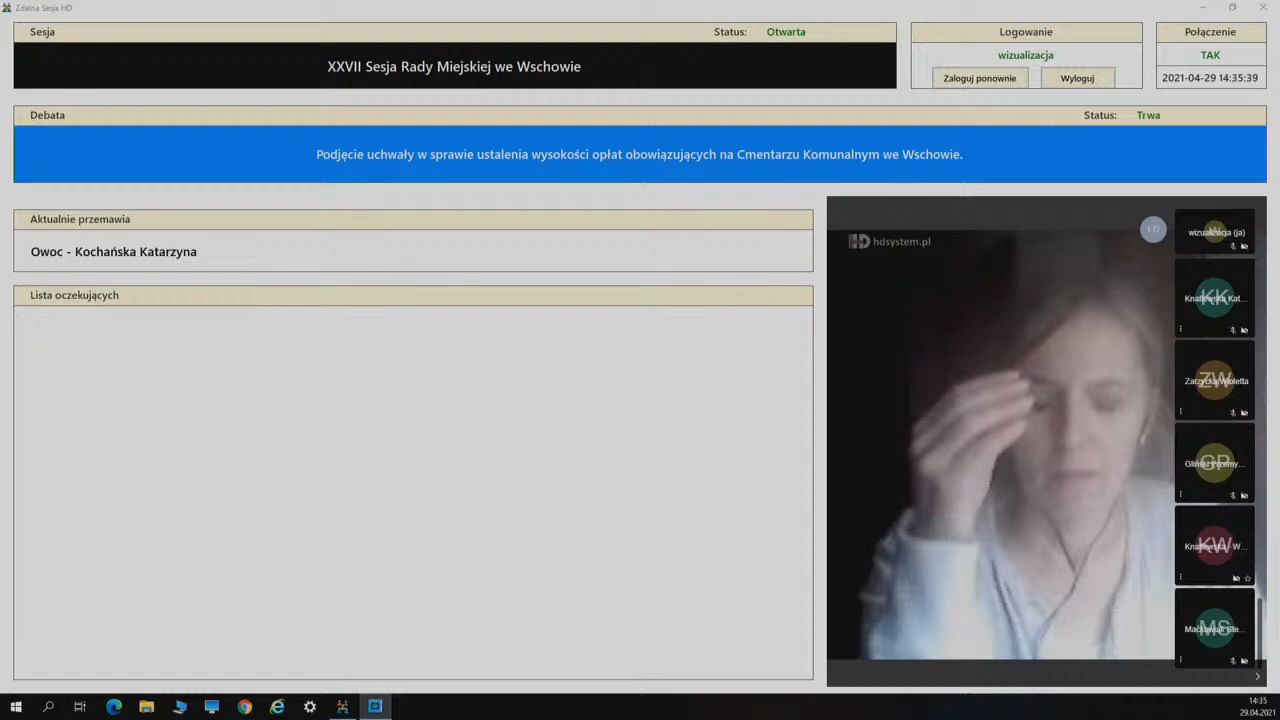 Zdalna Sesja HD
Sesja
Status: Otwarta
XXVII Sesja Rady Miejskiej we Wschowie
Logowanie
wizualizacja
Zaloguj ponownie
Wyloguj
Połączenie
TAK
2021-04-29 14:35:39
Debata
Status: Trwa
Podjęcie uchwały w sprawie ustalenia wysokości opłat obowiązujących na Cmentarzu Komunalnym we Wschowie.
Aktualnie przemawia
Owoc - Kochańska Katarzyna
Lista oczekujących
hdsystem.pl
wizualizacja (ja)
KK
ZW
Zarzycka Wioletta
GP
KW
MS
14:35
29.04.2021